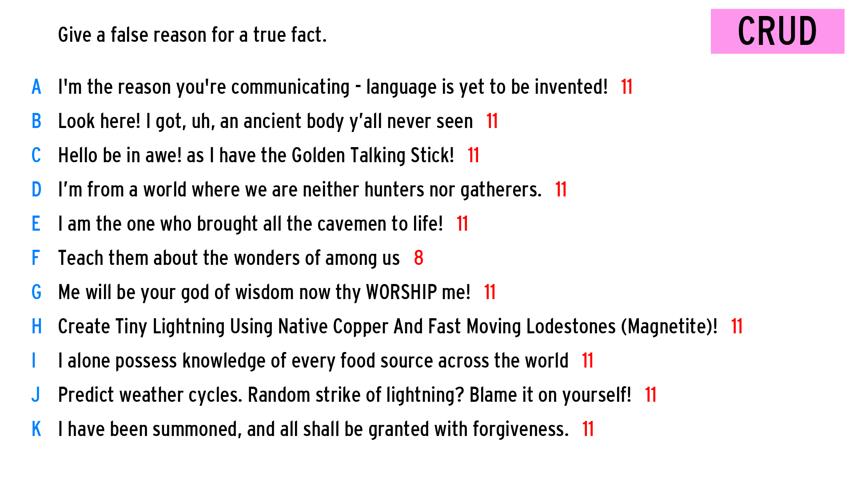 Give a false reason for a true fact.
CRUD
A I'm the reason you're communicating - language is yet to be invented! 11
B Look here! I got, uh, an ancient body y'all never seen 11
C Hello be in awe! as I have the Golden Talking Stick! 11
D I'm from a world where we are neither hunters nor gatherers. 11
E I am the one who brought all the cavemen to life! 11
F Teach them about the wonders of among us 8
G Me will be your god of wisdom now thy WORSHIP me! 11
H Create Tiny Lightning Using Native Copper And Fast Moving Lodestones (Magnetite)! 11
I I alone possess knowledge of every food source across the world 11
J Predict weather cycles. Random strike of lightning? Blame it on yourself! 11
K I have been summoned, and all shall be granted with forgiveness. 11